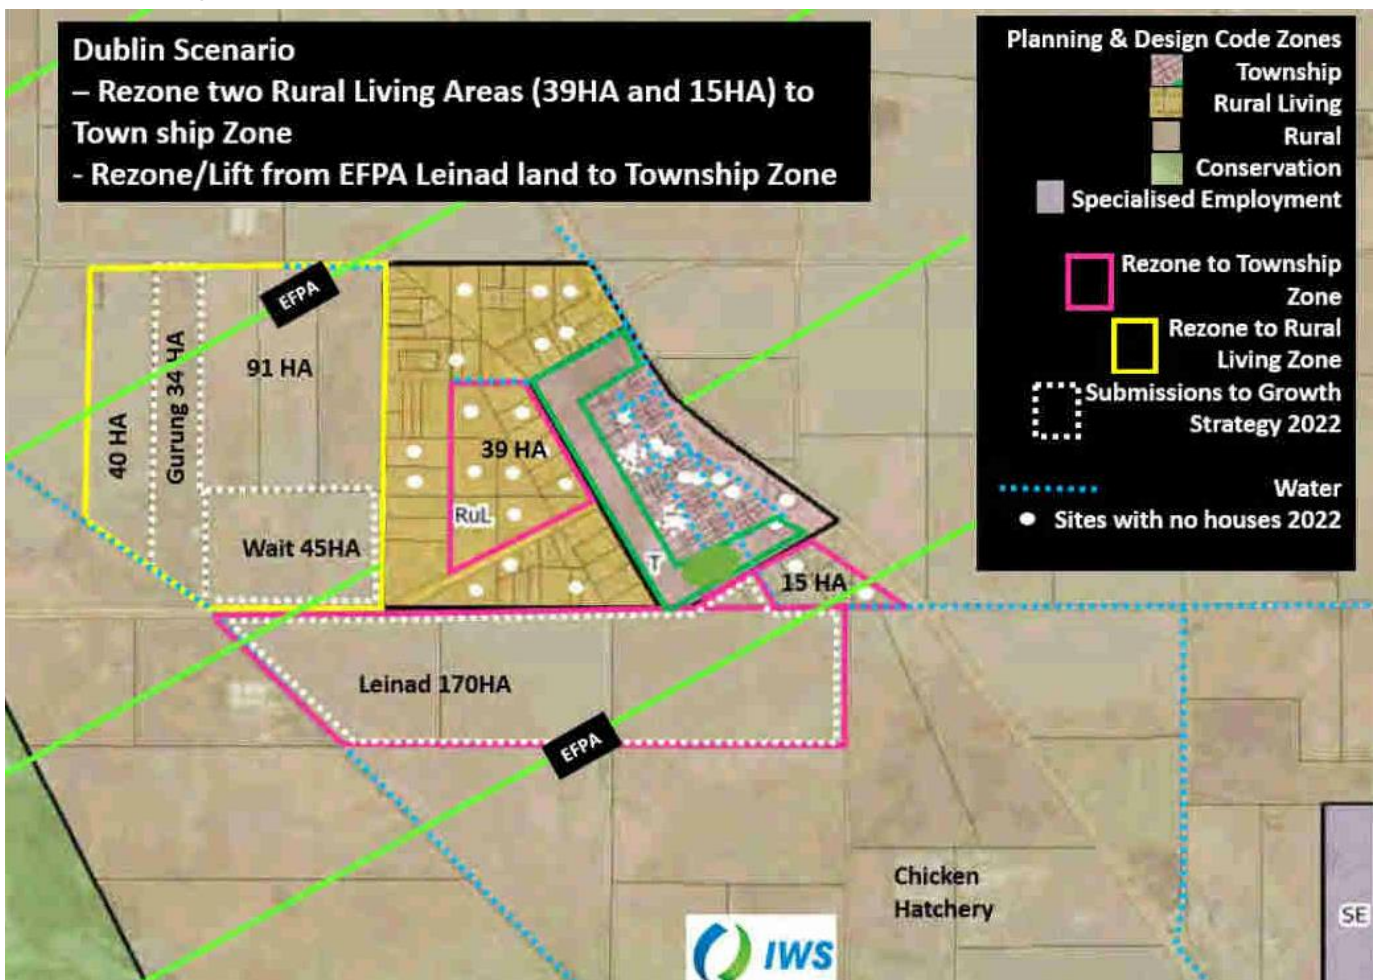 Dublin Scenario
– Rezone two Rural Living Areas (39HA and 15HA) to
Town ship Zone
- Rezone/Lift from EFPA Leinad land to Township Zone
Planning & Design Code Zones
Township
Rural Living
Rural
Conservation
Specialised Employment
Rezone to Township
Zone
Rezone to Rural
Living Zone
Submissions to Growth
Strategy 2022
Water
Sites with no houses 2022
EFPA
40 HA
Gurung 34 HA
91 HA
Wait 45HA
39 HA
RuL
T
15 HA
Leinad 170HA
EFPA
Chicken
Hatchery
SE
IWS